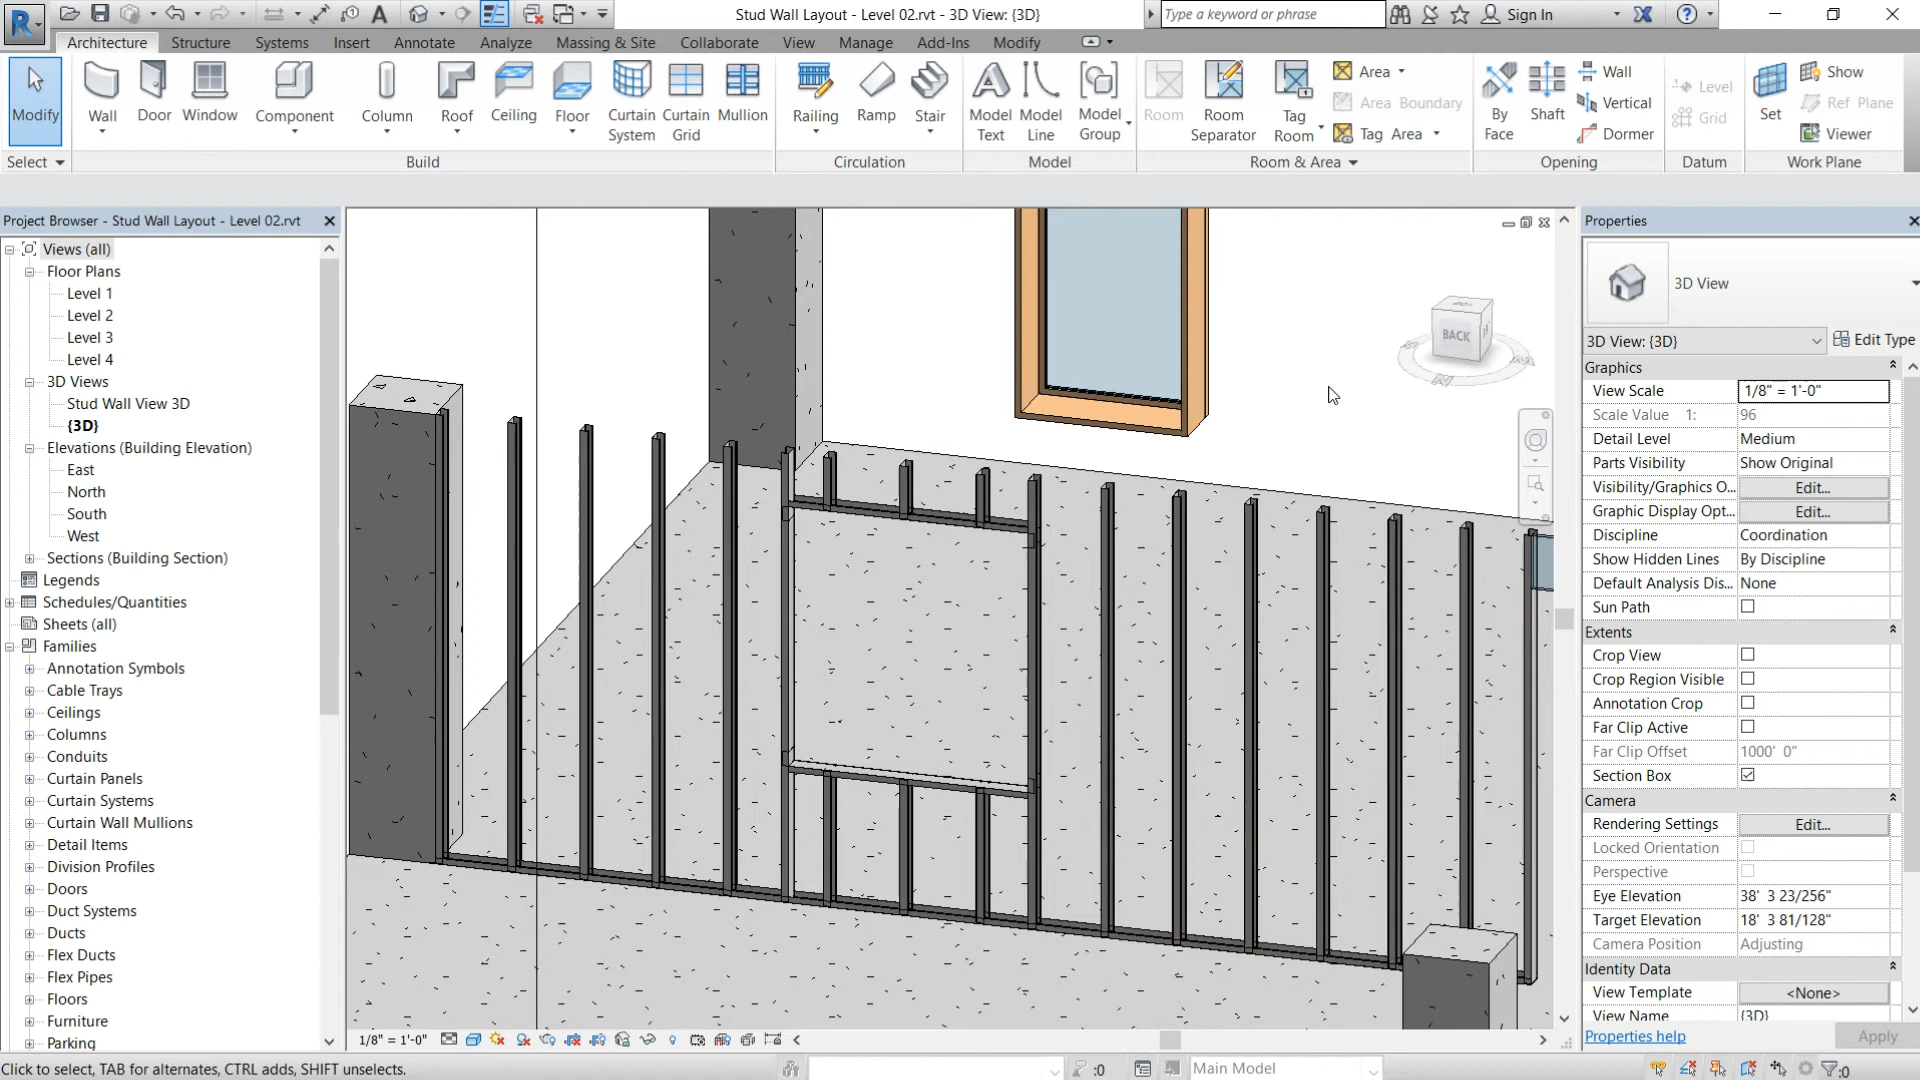 Stud Wall Layout - Level 02.rvt - 3D View: {3D}
Type a keyword or phrase
Sign In
Architecture Structure Systems Insert Annotate Analyze Massing & Site Collaborate View Manage Add-Ins Modify
Modify
Wall
Door
Window
Component
Column
Roof
Ceiling
Floor
Curtain System
Curtain Grid
Mullion
Railing
Ramp
Stair
Model Text
Model Line
Model Group
Room
Room Separator
Tag Room
Area
Area Boundary
Tag Area
By Face
Shaft
Wall
Vertical
Dormer
Level
Grid
Set
Show
Ref Plane
Viewer
Select Build Circulation Model Room & Area Opening Datum Work Plane
Project Browser - Stud Wall Layout - Level 02.rvt
Views (all)
Floor Plans
Level 1
Level 2
Level 3
Level 4
3D Views
Stud Wall View 3D
{3D}
Elevations (Building Elevation)
East
North
South
West
Sections (Building Section)
Legends
Schedules/Quantities
Sheets (all)
Families
Annotation Symbols
Cable Trays
Ceilings
Columns
Conduits
Curtain Panels
Curtain Systems
Curtain Wall Mullions
Detail Items
Division Profiles
Doors
Duct Systems
Ducts
Flex Ducts
Flex Pipes
Floors
Furniture
Parking
BACK
Properties
3D View
3D View: {3D} Edit Type
Graphics
View Scale 1/8" = 1'-0"
Scale Value 1: 96
Detail Level Medium
Parts Visibility Show Original
Visibility/Graphics O... Edit...
Graphic Display Opt... Edit...
Discipline Coordination
Show Hidden Lines By Discipline
Default Analysis Dis... None
Sun Path
Extents
Crop View
Crop Region Visible
Annotation Crop
Far Clip Active
Far Clip Offset 1000' 0"
Section Box
Camera
Rendering Settings Edit...
Locked Orientation
Perspective
Eye Elevation 38' 3 23/256"
Target Elevation 18' 3 81/128"
Camera Position Adjusting
Identity Data
View Template <None>
View Name {3D}
Properties help Apply
1/8" = 1'-0"
Click to select, TAB for alternates, CTRL adds, SHIFT unselects.
:0
Main Model
:0